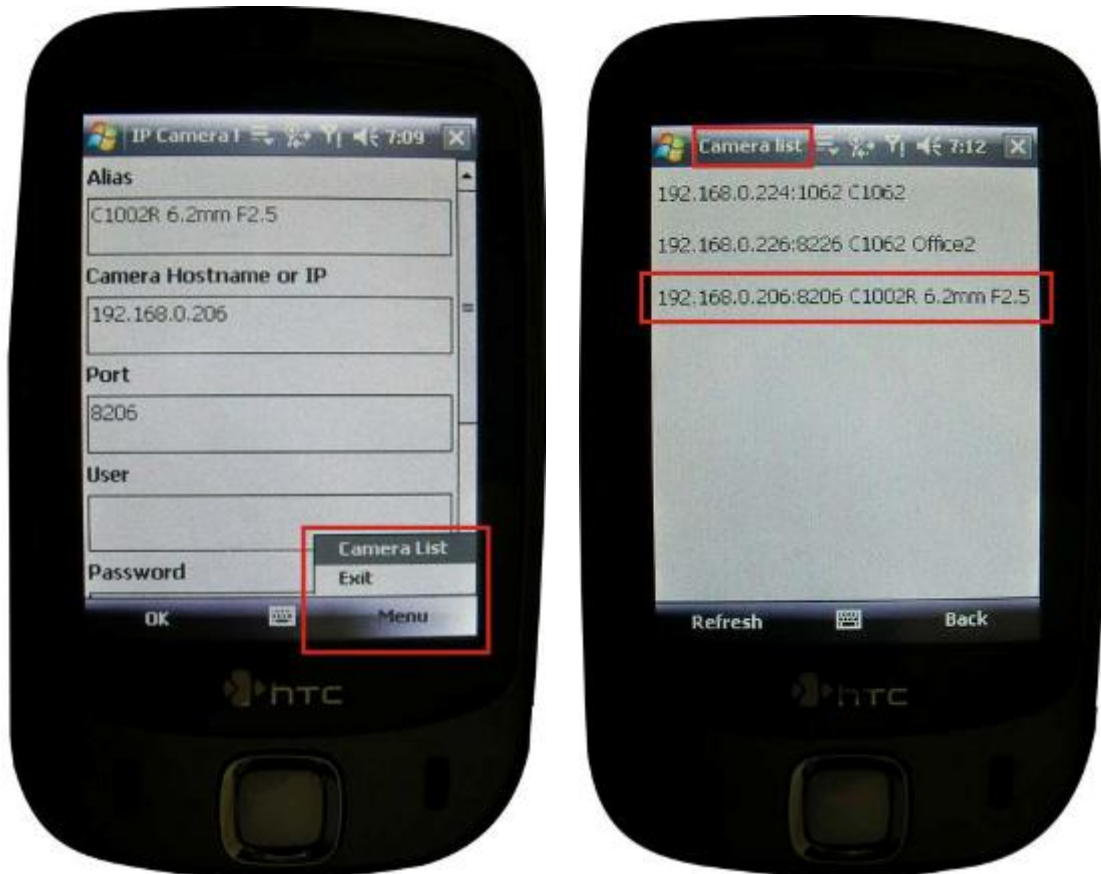 IP Camera
7:09
Alias
C1002R 6.2mm F2.5
Camera Hostname or IP
192.168.0.206
Port
8206
User
Camera List
Password
Exit
OK
Menu
hTC
Camera list
7:12
192.168.0.224:1062 C1062
192.168.0.226:8226 C1062 Office2
192.168.0.206:8206 C1002R 6.2mm F2.5
Refresh
Back
hTC